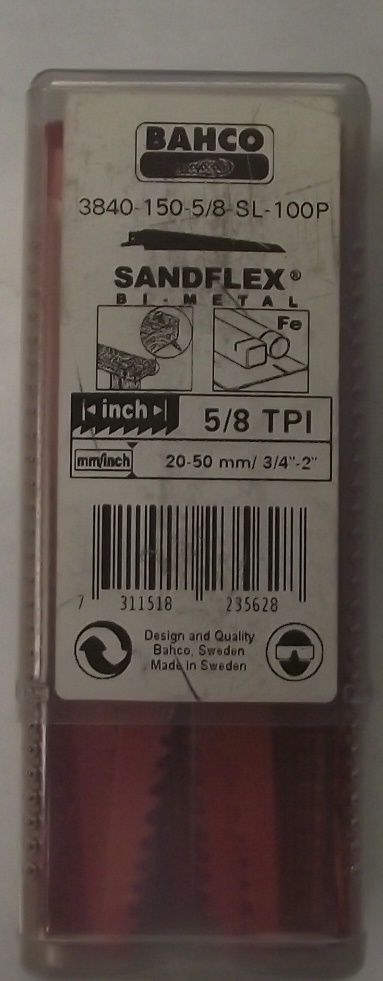 BAHCO
3840-150-5/8-SL-100P
SANDFLEX®
BI-METAL
Fe
inch
5/8 TPI
mm/inch
20-50 mm/ 3/4"-2"
7 311518 235628
Design and Quality
Bahco, Sweden
Made in Sweden